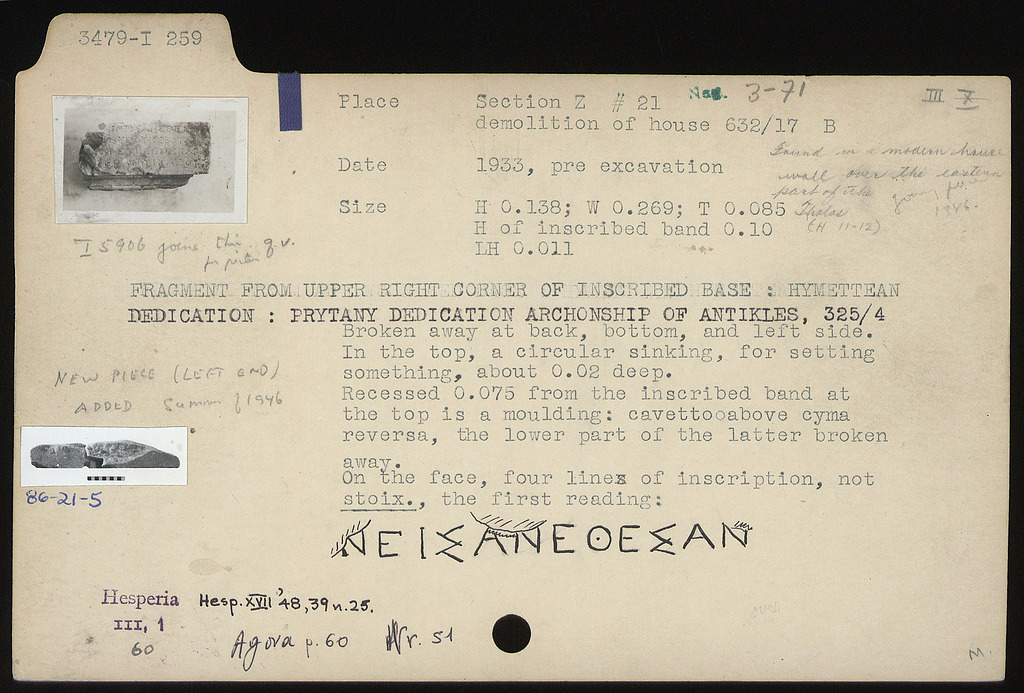 3479-I 259
Place Section Z # 21 Neg. 3-71 III X
demolition of house 632/17 B
Found in a modern house
wall over the eastern
part of the
Tholos
(H 11-12)
1946.
Date 1933, pre excavation
Size H 0.138; W 0.269; T 0.085
H of inscribed band 0.10
LH 0.011
I 5906 joins this q.v.
for picture
FRAGMENT FROM UPPER RIGHT CORNER OF INSCRIBED BASE : HYMETTEAN
DEDICATION : PRYTANY DEDICATION ARCHONSHIP OF ANTIKLES, 325/4
Broken away at back, bottom, and left side.
In the top, a circular sinking, for setting
something, about 0.02 deep.
Recessed 0.075 from the inscribed band at
the top is a moulding: cavettooabove cyma
reversa, the lower part of the latter broken
away.
On the face, four lines of inscription, not
stoix., the first reading:
ΝΕΙΣΑΝΕΘΕΣΑΝ
NEW PIECE (LEFT END)
ADDED Summer of 1946
86-21-5
Hesperia
III, 1
60
Hesp. XVII '48, 39 n. 25.
Agora p. 60 Nr. 51
M.